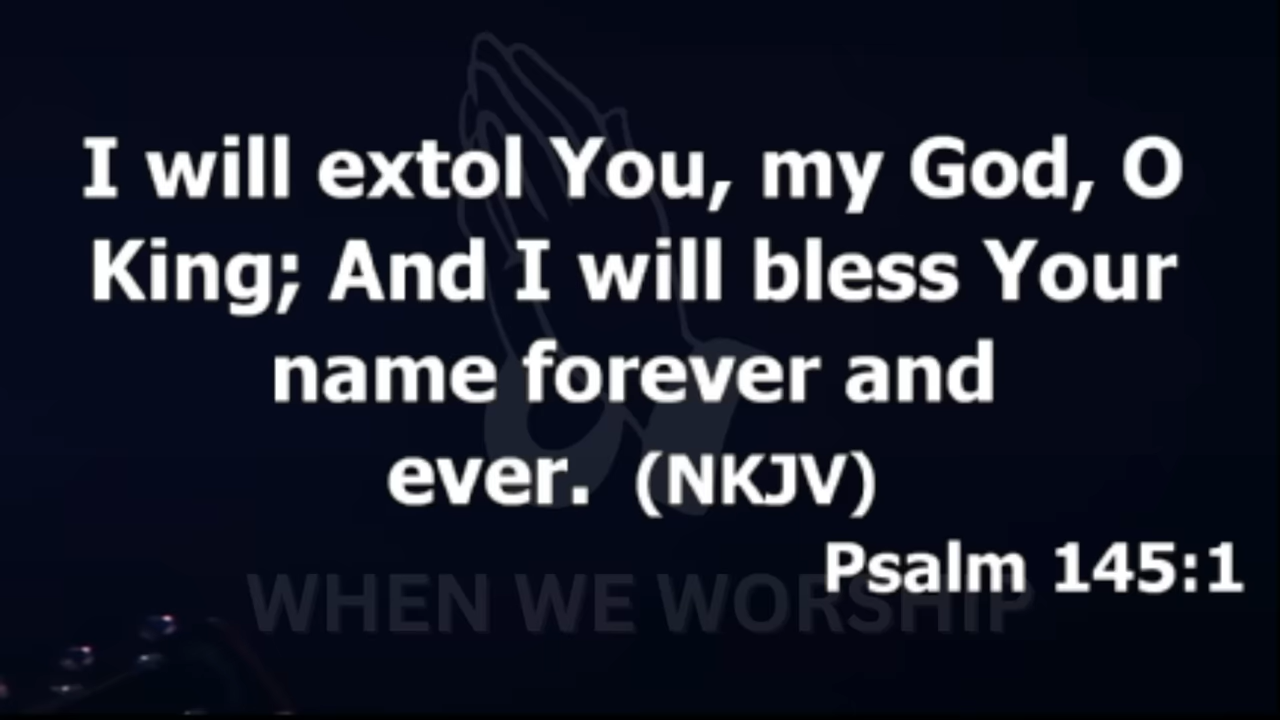 I will extol You, my God, O
King; And I will bless Your
name forever and
ever. (NKJV)
Psalm 145:1
WHEN WE WORSHIP